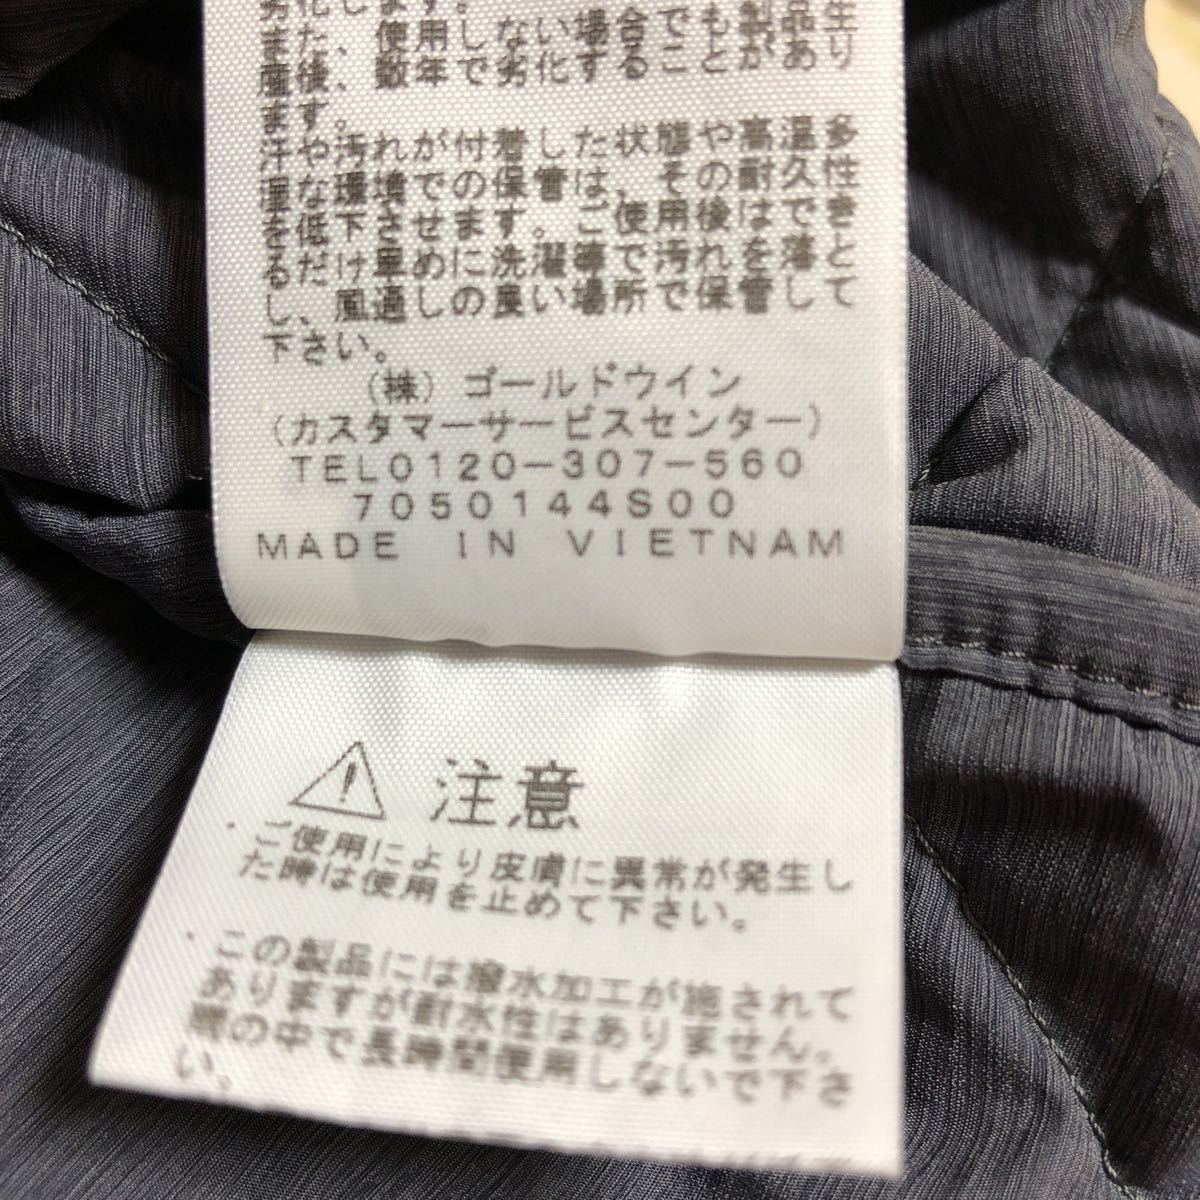 ます。使用しない場合でも製品
た後、数年で劣化することがあり
ます。
汗や汚れが付着した状態や高温多
な環境での保管は、その耐久性
を低下させます。ご使用後は汚れ
だけ早めに洗濯等で汚れを落とし
し、風通しの良い場所で保管して
下さい。
(株) ゴールドウイン
(カスタマーサービスセンター)
TEL0120-307-560
7050144S00
MADE IN VIETNAM
⚠ 注意
・ご使用により皮膚に異常が発生し
た時は使用を止めて下さい。
・この製品には撥水加工が施されて
ありますが耐水性はありません。
雨の中で長時間使用しないで下さ
い。